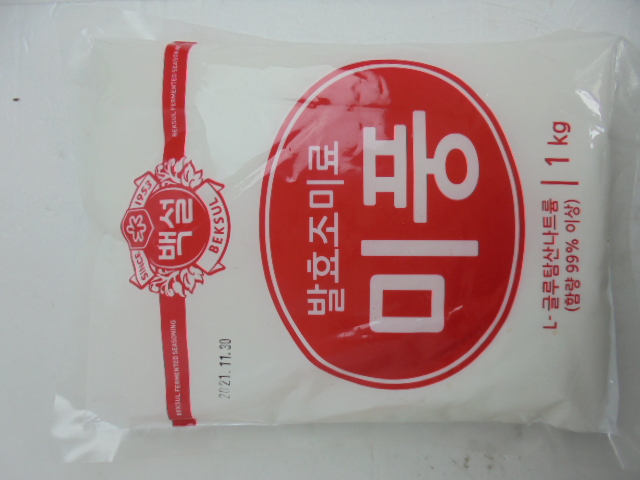 BEKSUL FERMENTED SEASONING
BEKSUL FERMENTED SEASONING
Since 1953
백설
BEKSUL
2021.11.30
발효조미료
미풍
L-글루탐산나트륨
(함량 99% 이상)
1 kg